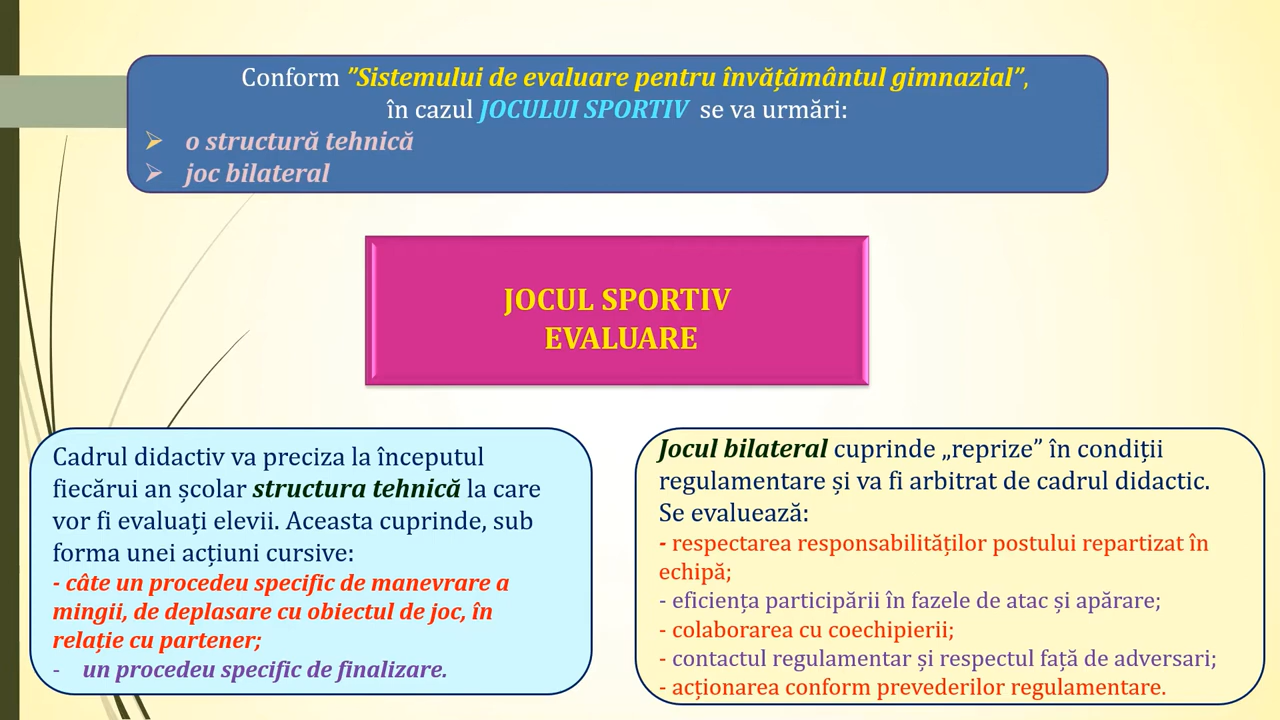 Conform ”Sistemului de evaluare pentru învățământul gimnazial”,
în cazul JOCULUI SPORTIV se va urmări:
o structură tehnică
joc bilateral
JOCUL SPORTIV
EVALUARE
Cadrul didactiv va preciza la începutul
fiecărui an școlar structura tehnică la care
vor fi evaluați elevii. Aceasta cuprinde, sub
forma unei acțiuni cursive:
- câte un procedeu specific de manevrare a
mingii, de deplasare cu obiectul de joc, în
relație cu partener;
- un procedeu specific de finalizare.
Jocul bilateral cuprinde „reprize” în condiții
regulamentare și va fi arbitrat de cadrul didactic.
Se evaluează:
- respectarea responsabilităților postului repartizat în
echipă;
- eficiența participării în fazele de atac și apărare;
- colaborarea cu coechipierii;
- contactul regulamentar și respectul față de adversari;
- acționarea conform prevederilor regulamentare.